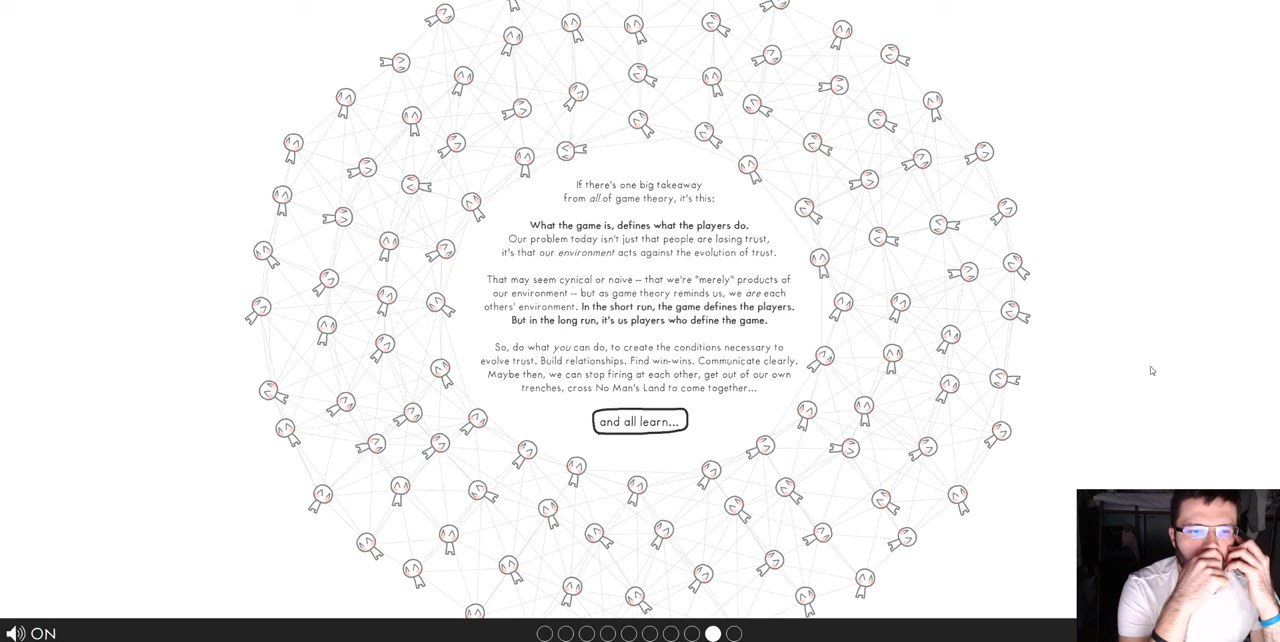 If there's one big takeaway
from all of game theory, it's this:
What the game is, defines what the players do.
Our problem today isn't just that people are losing trust,
it's that our environment acts against the evolution of trust.
That may seem cynical or naive -- that we're "merely" products of
our environment -- but as game theory reminds us, we are each
others' environment. In the short run, the game defines the players.
But in the long run, it's us players who define the game.
So, do what you can do, to create the conditions necessary to
evolve trust. Build relationships. Find win-wins. Communicate clearly.
Maybe then, we can stop firing at each other, get out of our own
trenches, cross No Man's Land to come together...
and all learn...
ON